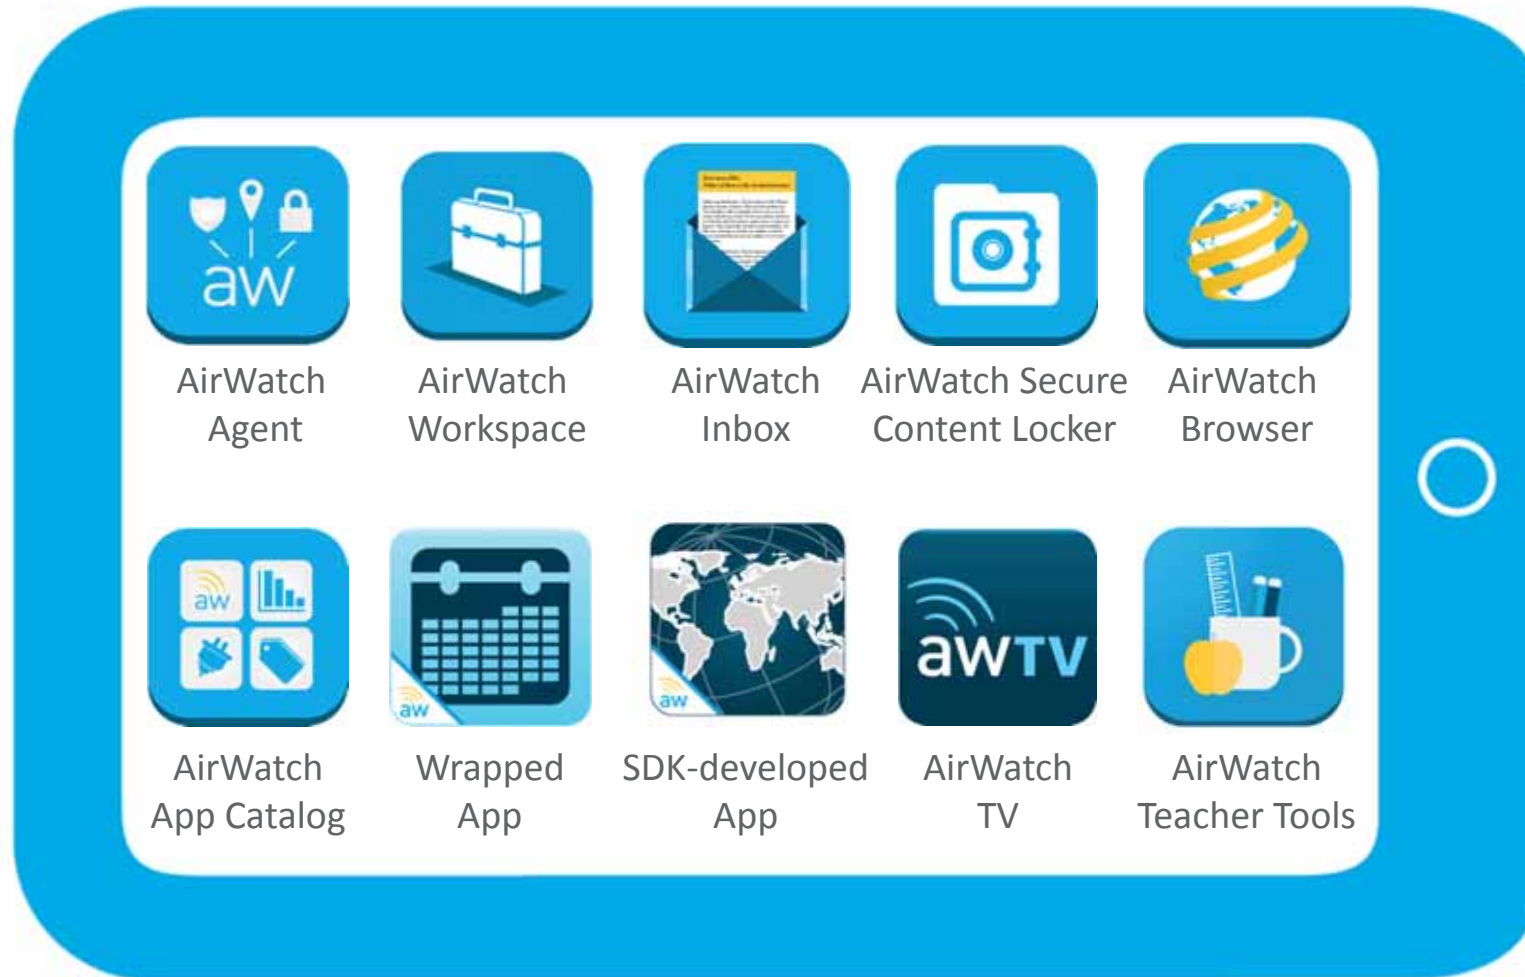 aw
AirWatch
Agent
AirWatch
Workspace
AirWatch
Inbox
AirWatch Secure
Content Locker
AirWatch
Browser
aw
AirWatch
App Catalog
aw
Wrapped
App
aw
SDK-developed
App
awTV
AirWatch
TV
AirWatch
Teacher Tools